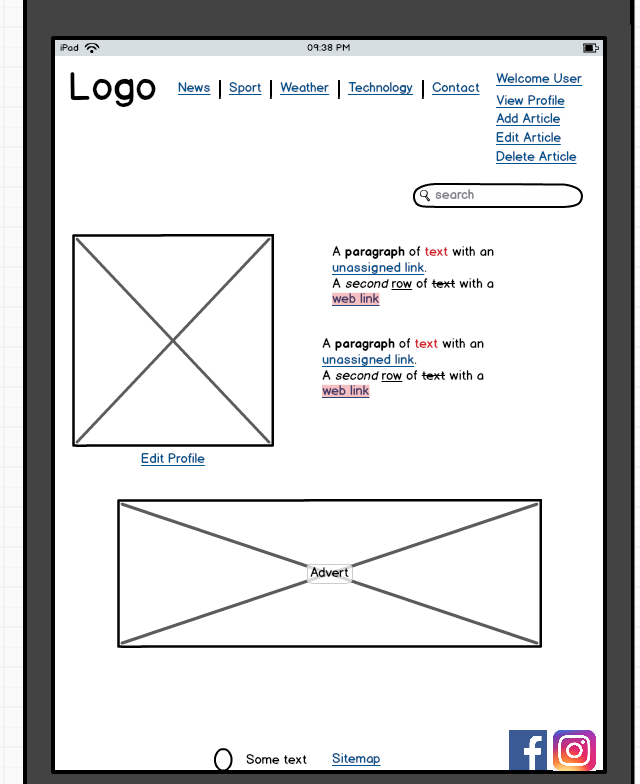 iPad
09:38 PM
Logo
News
Sport
Weather
Technology
Contact
Welcome User
View Profile
Add Article
Edit Article
Delete Article
search
A paragraph of text with an
unassigned link.
A second row of text with a
web link
A paragraph of text with an
unassigned link.
A second row of text with a
web link
Edit Profile
Advert
Some text
Sitemap